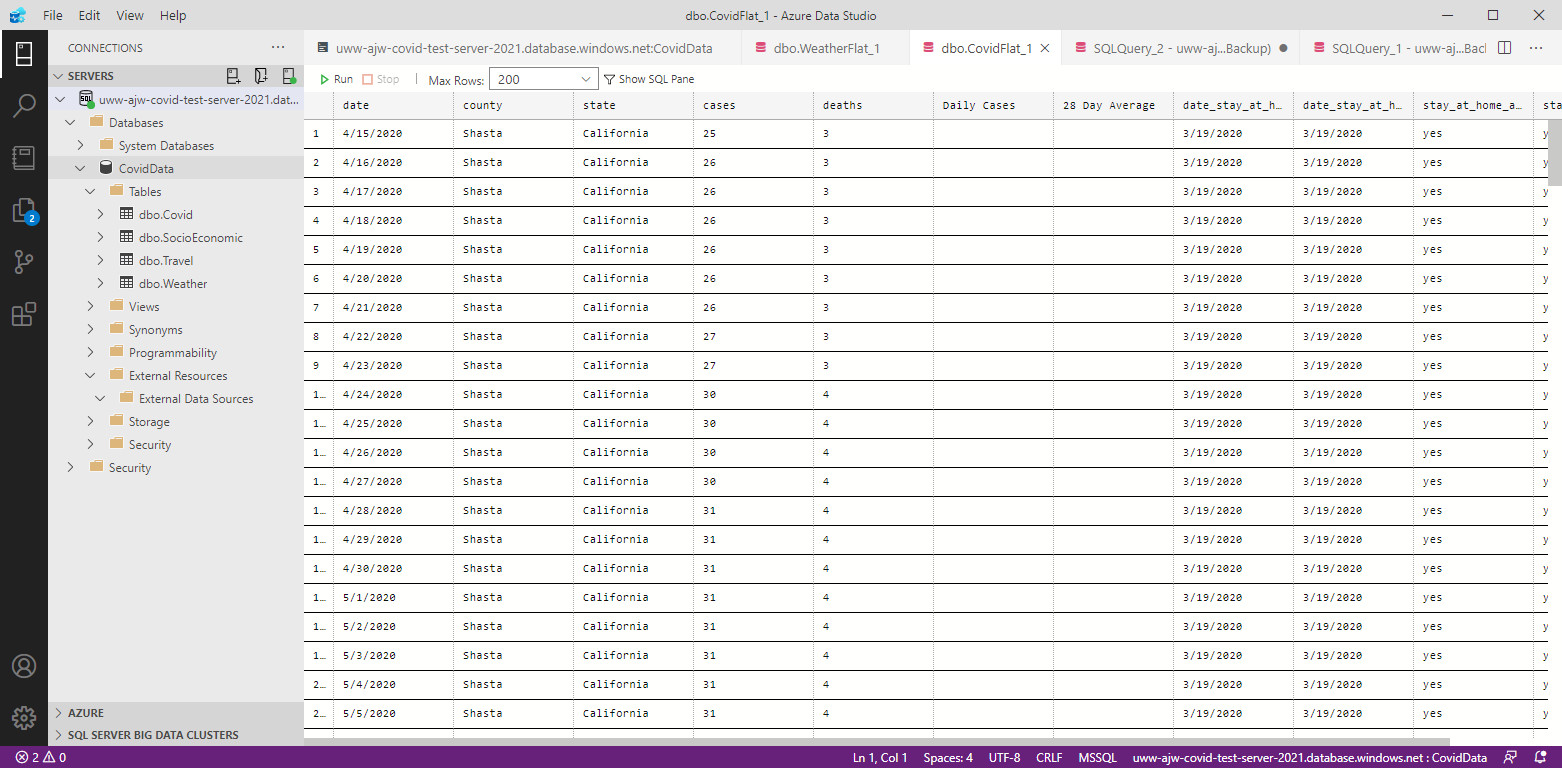 File Edit View Help dbo.CovidFlat_1 - Azure Data Studio
CONNECTIONS ...
SERVERS
uww-ajw-covid-test-server-2021.dat...
Databases
System Databases
CovidData
Tables
dbo.Covid
dbo.SocioEconomic
dbo.Travel
dbo.Weather
Views
Synonyms
Programmability
External Resources
External Data Sources
Storage
Security
Security
AZURE
SQL SERVER BIG DATA CLUSTERS
2
uww-ajw-covid-test-server-2021.database.windows.net:CovidData dbo.WeatherFlat_1 dbo.CovidFlat_1 SQLQuery_2 - uww-aj...Backup) SQLQuery_1 - uww-aj...Bacl
Run Stop Max Rows: 200 Show SQL Pane
date county state cases deaths Daily Cases 28 Day Average date_stay_at_h… date_stay_at_h… stay_at_home_a… sta
1 4/15/2020 Shasta California 25 3 3/19/2020 3/19/2020 yes y
2 4/16/2020 Shasta California 26 3 3/19/2020 3/19/2020 yes y
3 4/17/2020 Shasta California 26 3 3/19/2020 3/19/2020 yes y
4 4/18/2020 Shasta California 26 3 3/19/2020 3/19/2020 yes y
5 4/19/2020 Shasta California 26 3 3/19/2020 3/19/2020 yes y
6 4/20/2020 Shasta California 26 3 3/19/2020 3/19/2020 yes y
7 4/21/2020 Shasta California 26 3 3/19/2020 3/19/2020 yes y
8 4/22/2020 Shasta California 27 3 3/19/2020 3/19/2020 yes y
9 4/23/2020 Shasta California 27 3 3/19/2020 3/19/2020 yes y
1… 4/24/2020 Shasta California 30 4 3/19/2020 3/19/2020 yes y
1… 4/25/2020 Shasta California 30 4 3/19/2020 3/19/2020 yes y
1… 4/26/2020 Shasta California 30 4 3/19/2020 3/19/2020 yes y
1… 4/27/2020 Shasta California 30 4 3/19/2020 3/19/2020 yes y
1… 4/28/2020 Shasta California 31 4 3/19/2020 3/19/2020 yes y
1… 4/29/2020 Shasta California 31 4 3/19/2020 3/19/2020 yes y
1… 4/30/2020 Shasta California 31 4 3/19/2020 3/19/2020 yes y
1… 5/1/2020 Shasta California 31 4 3/19/2020 3/19/2020 yes y
1… 5/2/2020 Shasta California 31 4 3/19/2020 3/19/2020 yes y
1… 5/3/2020 Shasta California 31 4 3/19/2020 3/19/2020 yes y
2… 5/4/2020 Shasta California 31 4 3/19/2020 3/19/2020 yes y
2… 5/5/2020 Shasta California 31 4 3/19/2020 3/19/2020 yes y
2 0 Ln 1, Col 1 Spaces: 4 UTF-8 CRLF MSSQL uww-ajw-covid-test-server-2021.database.windows.net : CovidData